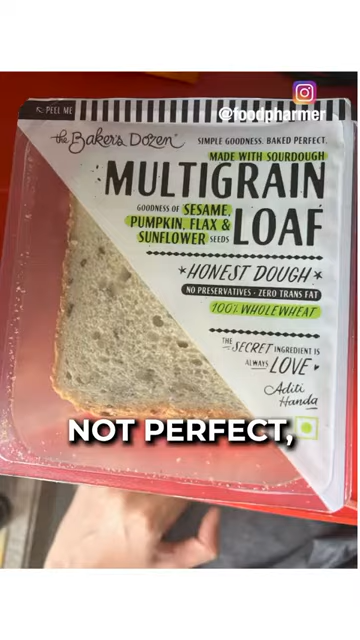 @foodpharmer
↖ PEEL ME
the Baker's Dozen
SIMPLE GOODNESS. BAKED PERFECT.
MADE WITH SOURDOUGH
MULTIGRAIN
GOODNESS OF SESAME,
PUMPKIN, FLAX &
SUNFLOWER SEEDS
LOAF
*HONEST DOUGH*
NO PRESERVATIVES · ZERO TRANS FAT
100% WHOLEWHEAT
THE SECRET INGREDIENT IS
ALWAYS LOVE
Aditi
Handa
NOT PERFECT,